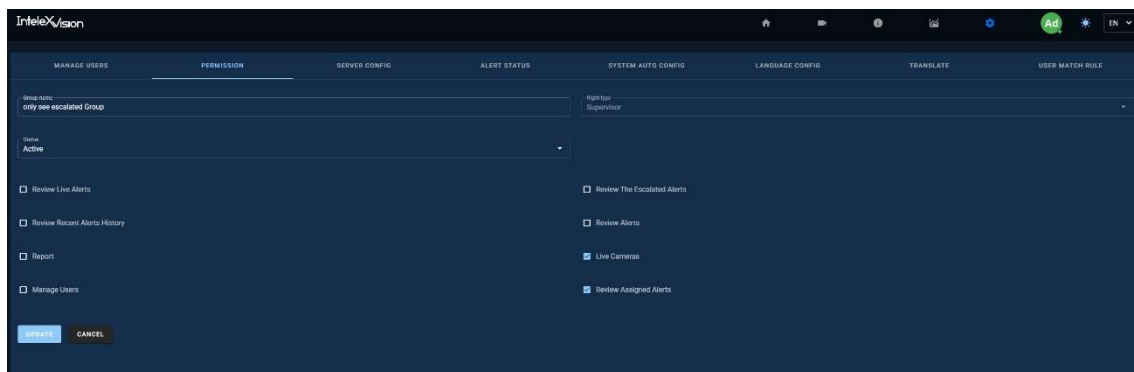 InteleXvision
Ad
EN
MANAGE USERS PERMISSION SERVER CONFIG ALERT STATUS SYSTEM AUTO CONFIG LANGUAGE CONFIG TRANSLATE USER MATCH RULE
Group name
only see escalated Group
Right type
Supervisor
Status
Active
Review Live Alerts
Review The Escalated Alerts
Review Recent Alerts History
Review Alerts
Report
Live Cameras
Manage Users
Review Assigned Alerts
UPDATE CANCEL